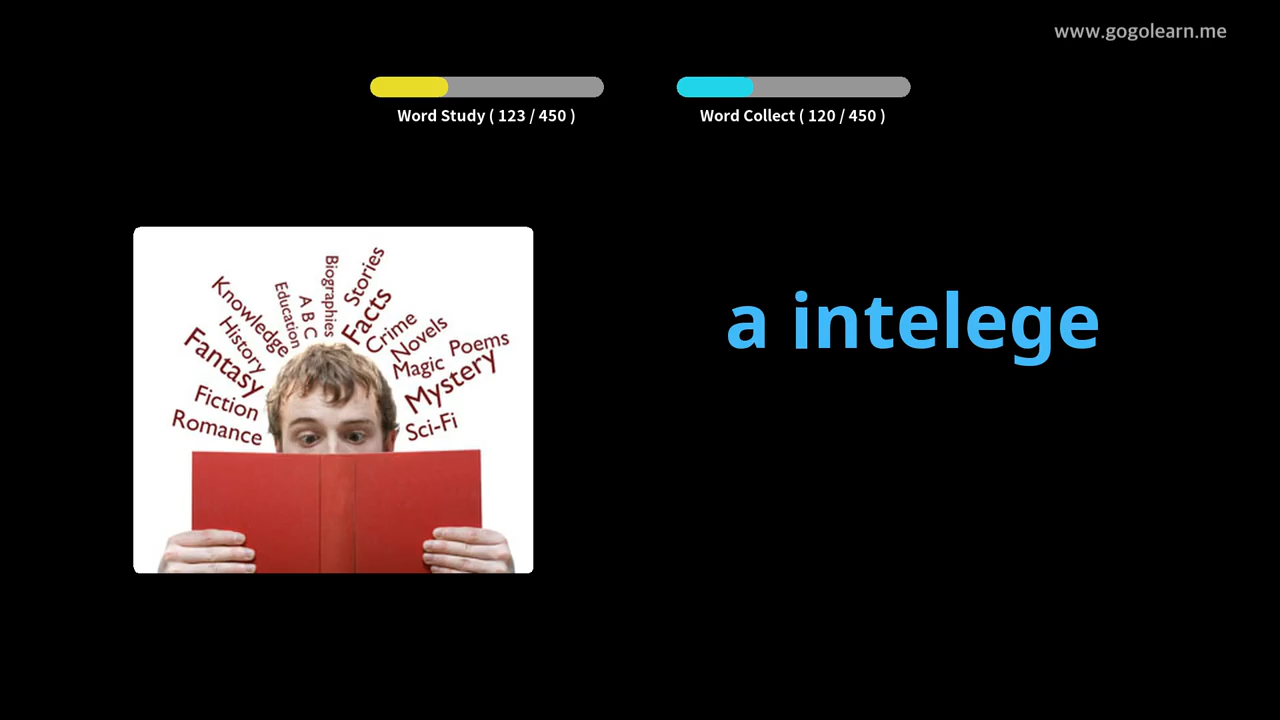 www.gogolearn.me
Word Study ( 123 / 450 )
Word Collect ( 120 / 450 )
a intelege
Knowledge
Education
A B C
Biographies
Stories
Facts
History
Crime
Novels
Fantasy
Magic
Poems
Mystery
Fiction
Romance
Sci-Fi